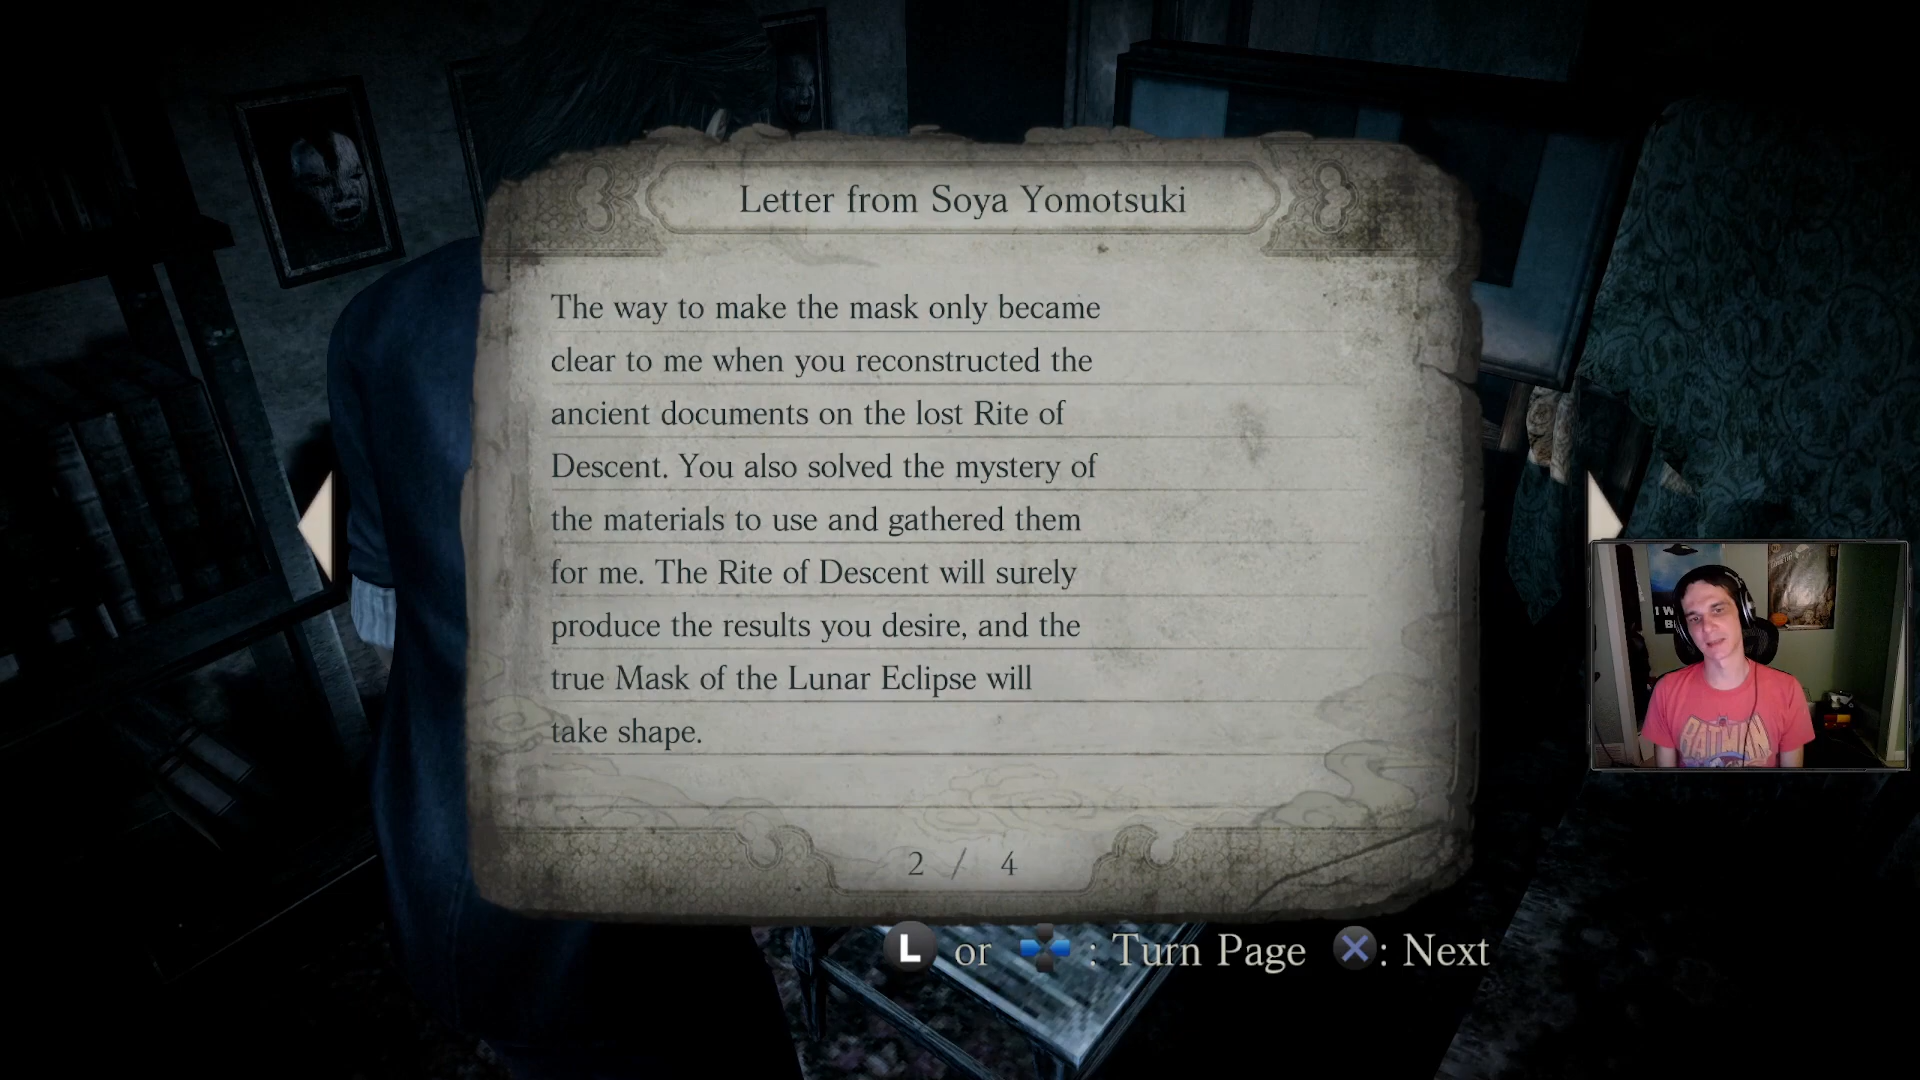 Letter from Soya Yomotsuki
The way to make the mask only became
clear to me when you reconstructed the
ancient documents on the lost Rite of
Descent. You also solved the mystery of
the materials to use and gathered them
for me. The Rite of Descent will surely
produce the results you desire, and the
true Mask of the Lunar Eclipse will
take shape.
2 / 4
L or : Turn Page X: Next
I W
B
BATMAN